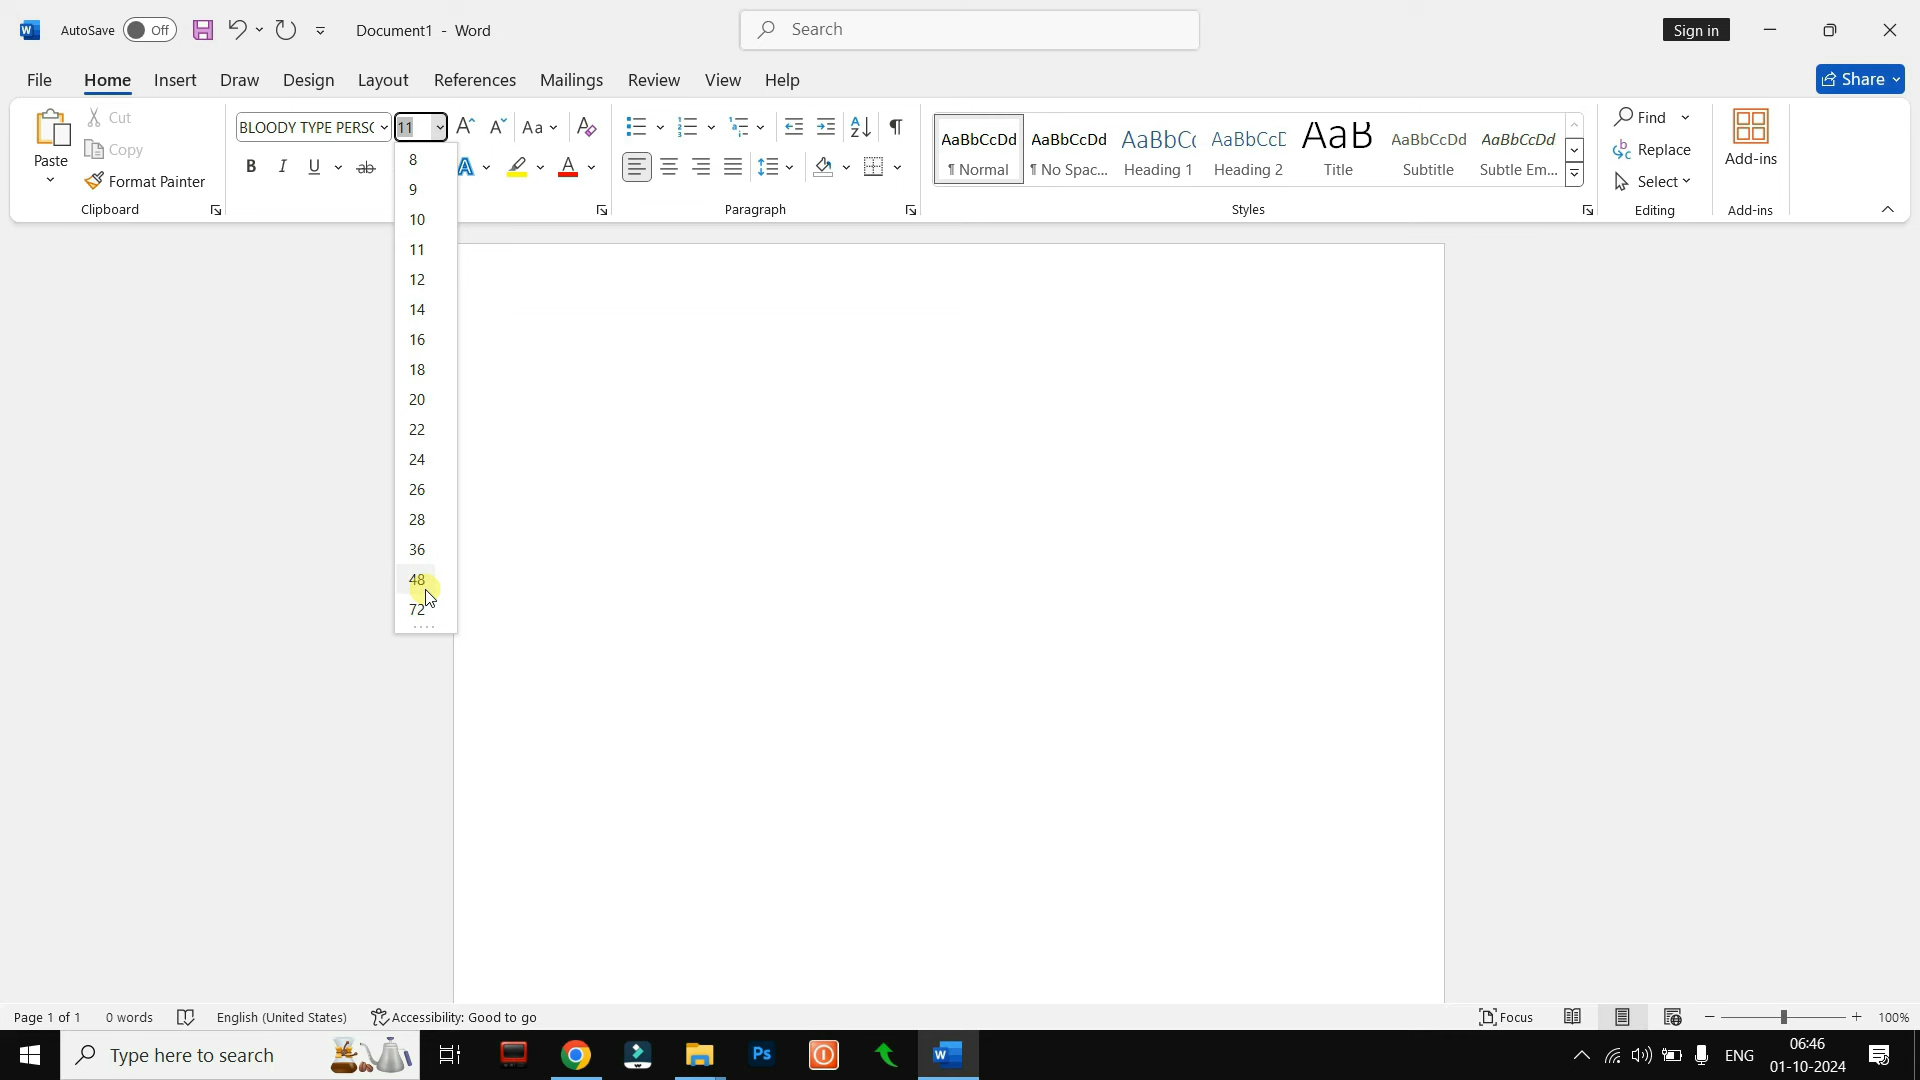 AutoSave Off Document1 - Word Search Sign in
File Home Insert Draw Design Layout References Mailings Review View Help Share
Paste
Cut
Copy
Format Painter
Clipboard
BLOODY TYPE PERSO 11
8
9
10
11
12
14
16
18
20
22
24
26
28
36
48
72
Paragraph
AaBbCcDd AaBbCcDd AaBbCc AaBbCcD AaB AaBbCcDd AaBbCcDd
¶ Normal ¶ No Spac... Heading 1 Heading 2 Title Subtitle Subtle Em...
Styles
Find
Replace
Select
Editing
Add-ins
Add-ins
Page 1 of 1 0 words English (United States) Accessibility: Good to go Focus 100%
Type here to search Ps ENG 06:46
01-10-2024